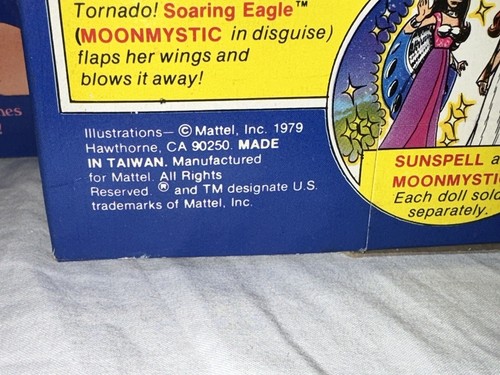 Tornado! Soaring Eagle™
(MOONMYSTIC in disguise)
flaps her wings and
blows it away!
Illustrations—© Mattel, Inc. 1979
Hawthorne, CA 90250. MADE
IN TAIWAN. Manufactured
for Mattel. All Rights
Reserved. ® and TM designate U.S.
trademarks of Mattel, Inc.
SUNSPELL
MOONMYSTIC
Each doll sold
separately.